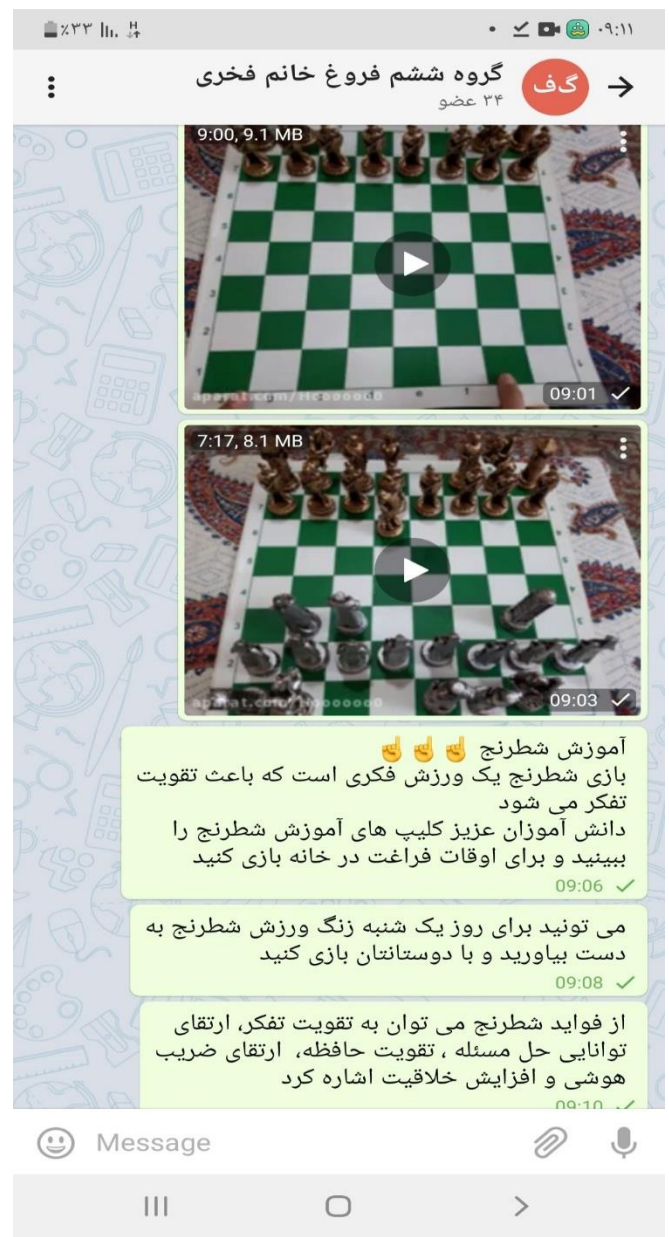 ٪۳۳ ۰۹:۱۱
گروه ششم فروغ خانم فخری
گف
۳۴ عضو
9:00, 9.1 MB
09:01
7:17, 8.1 MB
09:03
آموزش شطرنج ☝☝☝
بازی شطرنج یک ورزش فکری است که باعث تقویت
تفکر می شود
دانش آموزان عزیز کلیپ های آموزش شطرنج را
ببینید و برای اوقات فراغت در خانه بازی کنید
09:06
می تونید برای روز یک شنبه زنگ ورزش شطرنج به
دست بیاورید و با دوستانتان بازی کنید
09:08
از فواید شطرنج می توان به تقویت تفکر، ارتقای
توانایی حل مسئله ، تقویت حافظه، ارتقای ضریب
هوشی و افزایش خلاقیت اشاره کرد
09:10
Message